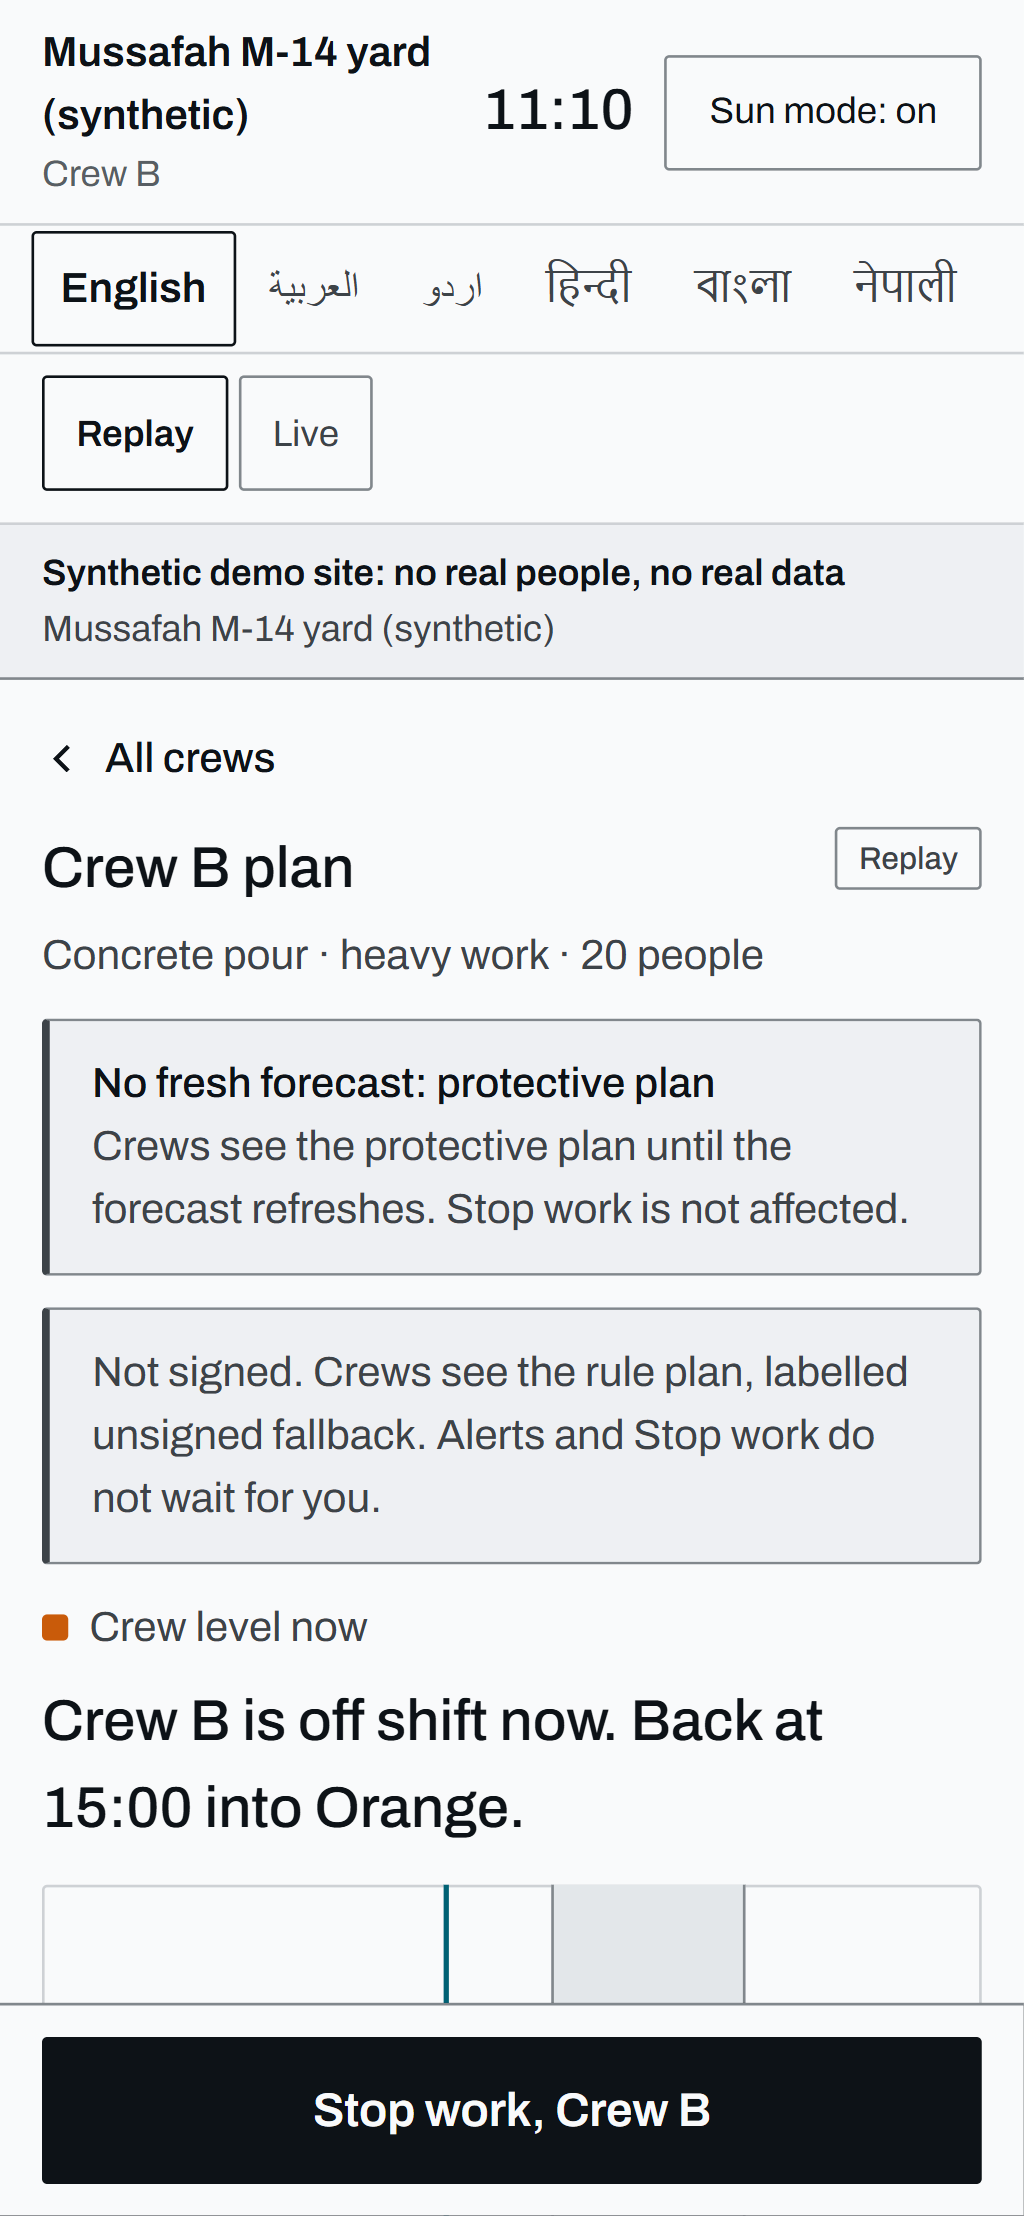 Mussafah M-14 yard
(synthetic)
Crew B
11:10
Sun mode: on
English العربية اردو हिन्दी বাংলা नेपाली
Replay Live
Synthetic demo site: no real people, no real data
Mussafah M-14 yard (synthetic)
All crews
Crew B plan
Replay
Concrete pour · heavy work · 20 people
No fresh forecast: protective plan
Crews see the protective plan until the
forecast refreshes. Stop work is not affected.
Not signed. Crews see the rule plan, labelled
unsigned fallback. Alerts and Stop work do
not wait for you.
Crew level now
Crew B is off shift now. Back at
15:00 into Orange.
Stop work, Crew B